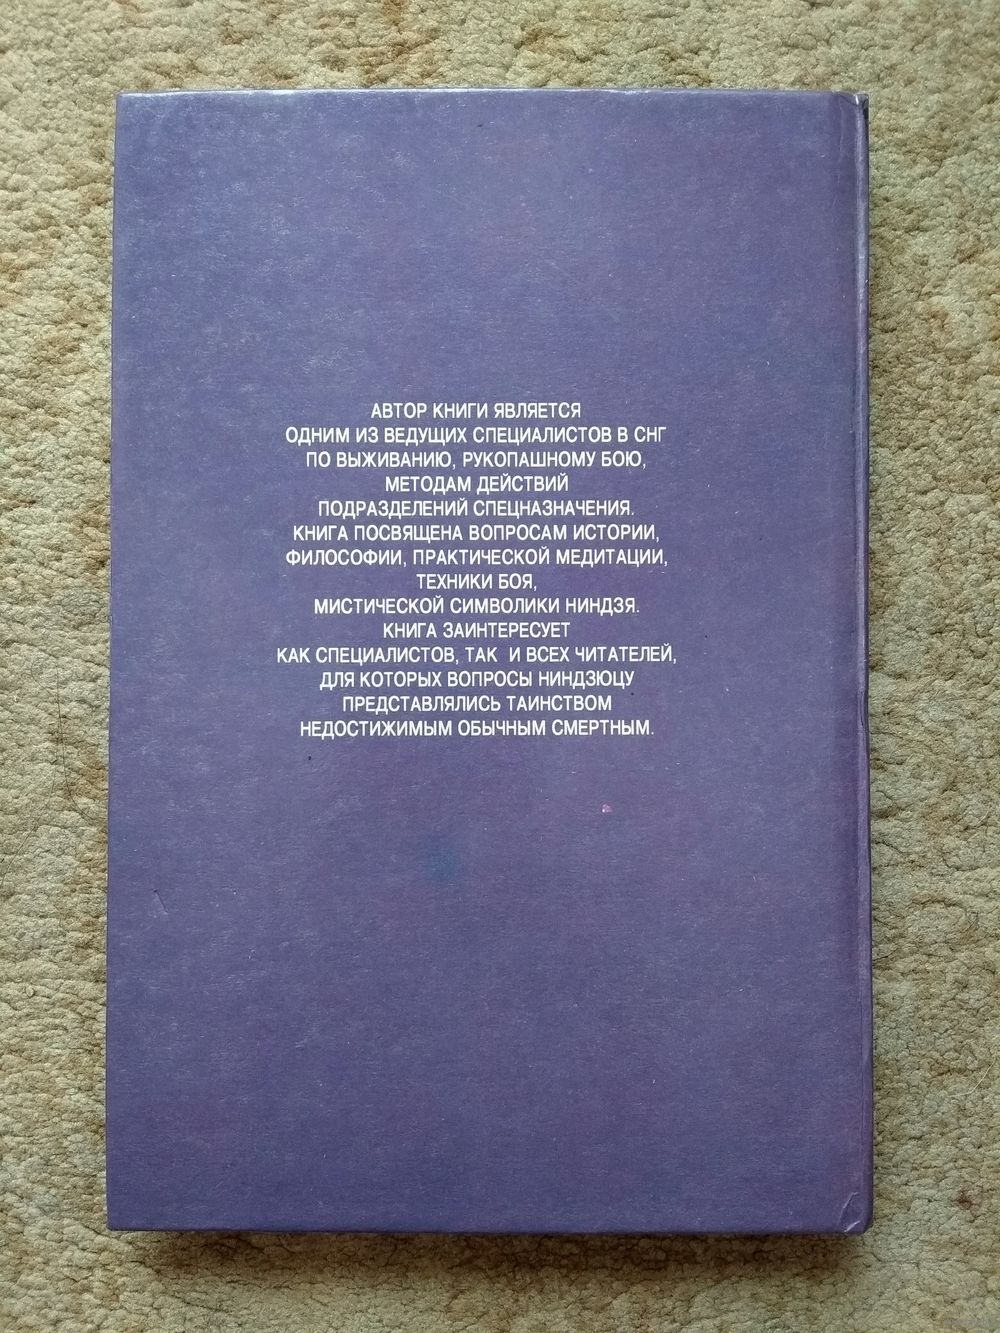 АВТОР КНИГИ ЯВЛЯЕТСЯ
ОДНИМ ИЗ ВЕДУЩИХ СПЕЦИАЛИСТОВ В СНГ
ПО ВЫЖИВАНИЮ, РУКОПАШНОМУ БОЮ,
МЕТОДАМ ДЕЙСТВИЙ
ПОДРАЗДЕЛЕНИЙ СПЕЦНАЗНАЧЕНИЯ.
КНИГА ПОСВЯЩЕНА ВОПРОСАМ ИСТОРИИ,
ФИЛОСОФИИ, ПРАКТИЧЕСКОЙ МЕДИТАЦИИ,
ТЕХНИКИ БОЯ,
МИСТИЧЕСКОЙ СИМВОЛИКИ НИНДЗЯ.
КНИГА ЗАИНТЕРЕСУЕТ
КАК СПЕЦИАЛИСТОВ, ТАК И ВСЕХ ЧИТАТЕЛЕЙ,
ДЛЯ КОТОРЫХ ВОПРОСЫ НИНДЗЮЦУ
ПРЕДСТАВЛЯЛИСЬ ТАИНСТВОМ
НЕДОСТИЖИМЫМ ОБЫЧНЫМ СМЕРТНЫМ.